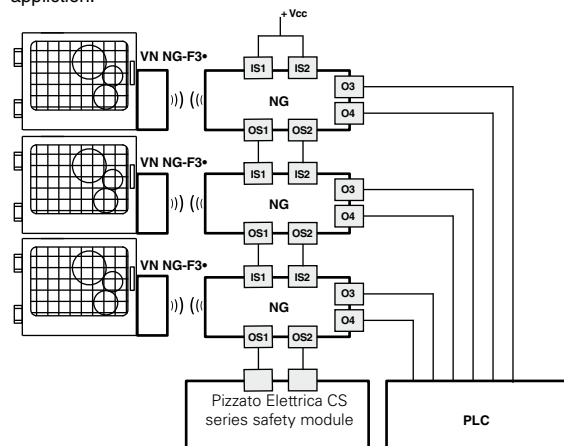 appliction.
+ Vcc
VN NG-F3•
IS1 IS2
NG
O3
O4
OS1 OS2
VN NG-F3•
IS1 IS2
NG
O3
O4
OS1 OS2
VN NG-F3•
IS1 IS2
NG
O3
O4
OS1 OS2
Pizzato Elettrica CS
series safety module
PLC